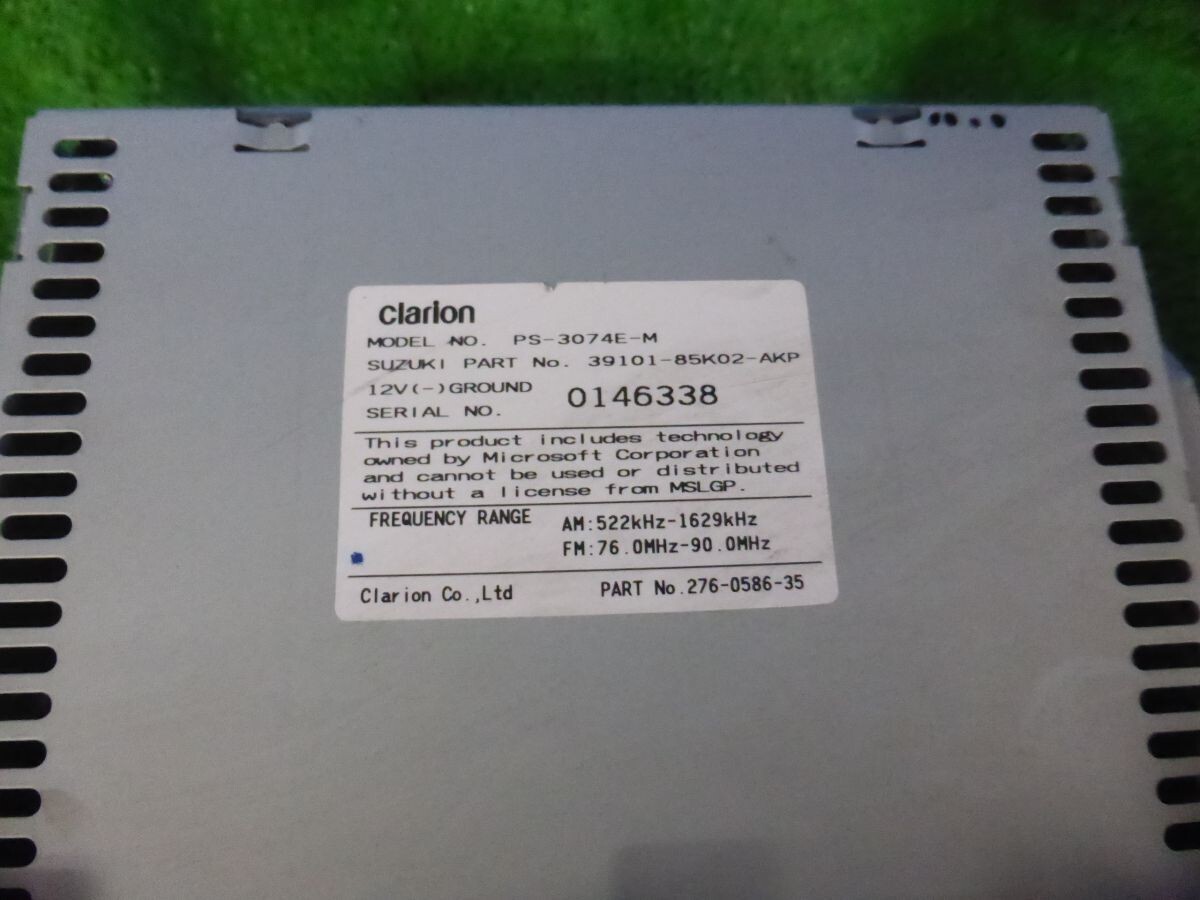 clarion
MODEL NO. PS-3074E-M
SUZUKI PART No. 39101-85K02-AKP
12V(-)GROUND
SERIAL NO. 0146338
This product includes technology
owned by Microsoft Corporation
and cannot be used or distributed
without a license from MSLGP.
FREQUENCY RANGE AM:522kHz-1629kHz
FM:76.0MHz-90.0MHz
Clarion Co.,Ltd PART No.276-0586-35